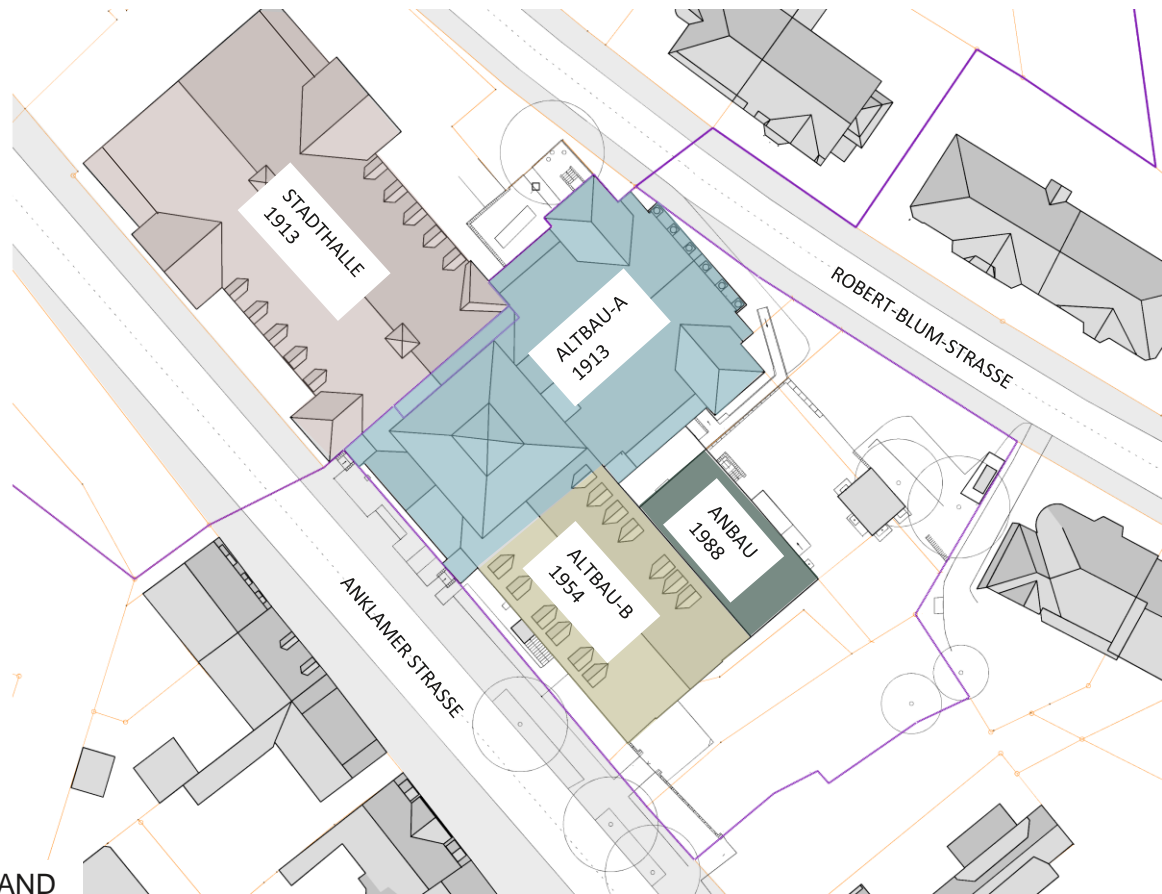 STADTHALLE
1913
ALTBAU-A
1913
ROBERT-BLUM-STRASSE
ANBAU
1988
ALTBAU-B
1954
ANKLAMER STRASSE
AND